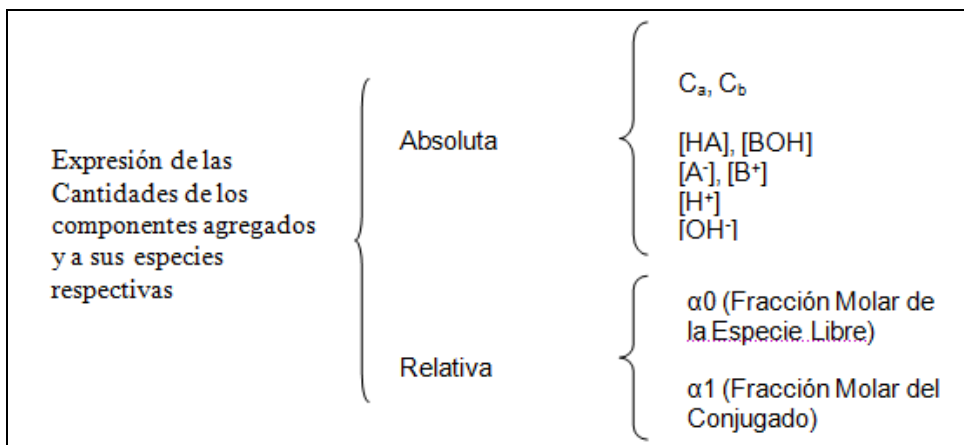 Expresión de las
Cantidades de los
componentes agregados
y a sus especies
respectivas
Absoluta
Cₐ, C_b
[HA], [BOH]
[A⁻], [B⁺]
[H⁺]
[OH⁻]
Relativa
α0 (Fracción Molar de
la Especie Libre)
α1 (Fracción Molar del
Conjugado)